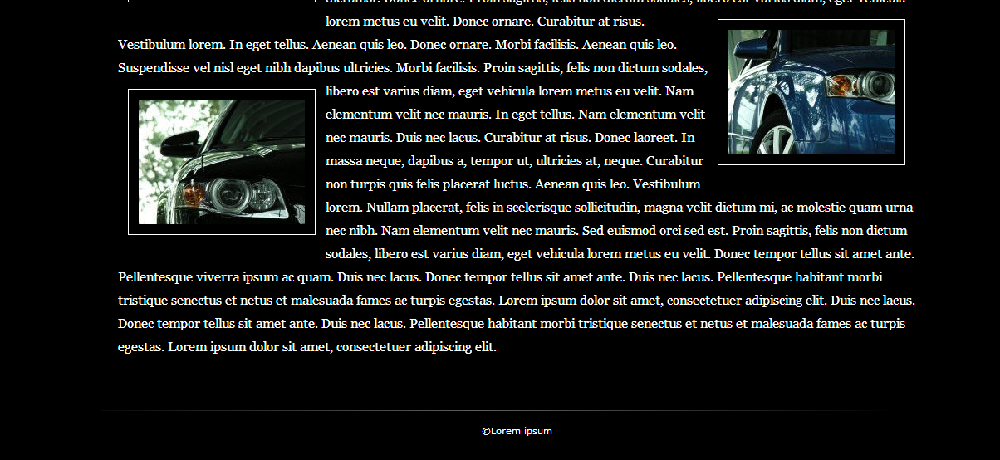 dictumst. Donec ornare. Proin sagittis, felis non dictum sodales, libero est varius diam, eget vehicula
lorem metus eu velit. Donec ornare. Curabitur at risus.
Vestibulum lorem. In eget tellus. Aenean quis leo. Donec ornare. Morbi facilisis. Aenean quis leo.
Suspendisse vel nisl eget nibh dapibus ultricies. Morbi facilisis. Proin sagittis, felis non dictum sodales,
libero est varius diam, eget vehicula lorem metus eu velit. Nam
elementum velit nec mauris. In eget tellus. Nam elementum velit
nec mauris. Duis nec lacus. Curabitur at risus. Donec laoreet. In
massa neque, dapibus a, tempor ut, ultricies at, neque. Curabitur
non turpis quis felis placerat luctus. Aenean quis leo. Vestibulum
lorem. Nullam placerat, felis in scelerisque sollicitudin, magna velit dictum mi, ac molestie quam urna
nec nibh. Nam elementum velit nec mauris. Sed euismod orci sed est. Proin sagittis, felis non dictum
sodales, libero est varius diam, eget vehicula lorem metus eu velit. Donec tempor tellus sit amet ante.
Pellentesque viverra ipsum ac quam. Duis nec lacus. Donec tempor tellus sit amet ante. Duis nec lacus. Pellentesque habitant morbi
tristique senectus et netus et malesuada fames ac turpis egestas. Lorem ipsum dolor sit amet, consectetuer adipiscing elit. Duis nec lacus.
Donec tempor tellus sit amet ante. Duis nec lacus. Pellentesque habitant morbi tristique senectus et netus et malesuada fames ac turpis
egestas. Lorem ipsum dolor sit amet, consectetuer adipiscing elit.
©Lorem ipsum